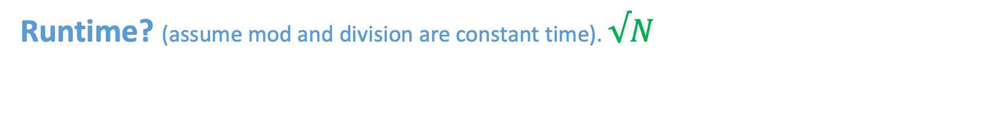 Runtime? (assume mod and division are constant time). √N